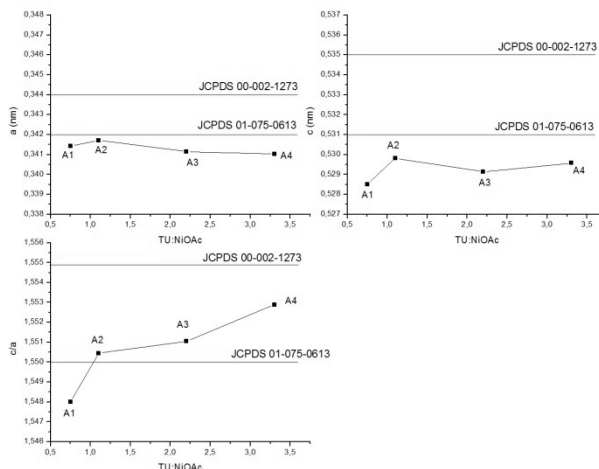 0,349
0,348
0,347
0,346
0,345
0,344
0,343
0,342
0,341
0,340
0,339
0,338
a (nm)
JCPDS 00-002-1273
JCPDS 01-075-0613
A1
A2
A3
A4
0,5 1,0 1,5 2,0 2,5 3,0 3,5
TU:NiOAc
0,537
0,536
0,535
0,534
0,533
0,532
0,531
0,530
0,529
0,528
0,527
c (nm)
JCPDS 00-002-1273
JCPDS 01-075-0613
A2
A1
A3
A4
0,5 1,0 1,5 2,0 2,5 3,0 3,5
TU:NiOAc
1,556
1,555
1,554
1,553
1,552
1,551
1,550
1,549
1,548
1,547
1,546
c/a
JCPDS 00-002-1273
A4
A3
A2
JCPDS 01-075-0613
A1
0,5 1,0 1,5 2,0 2,5 3,0 3,5
TU:NiOAc